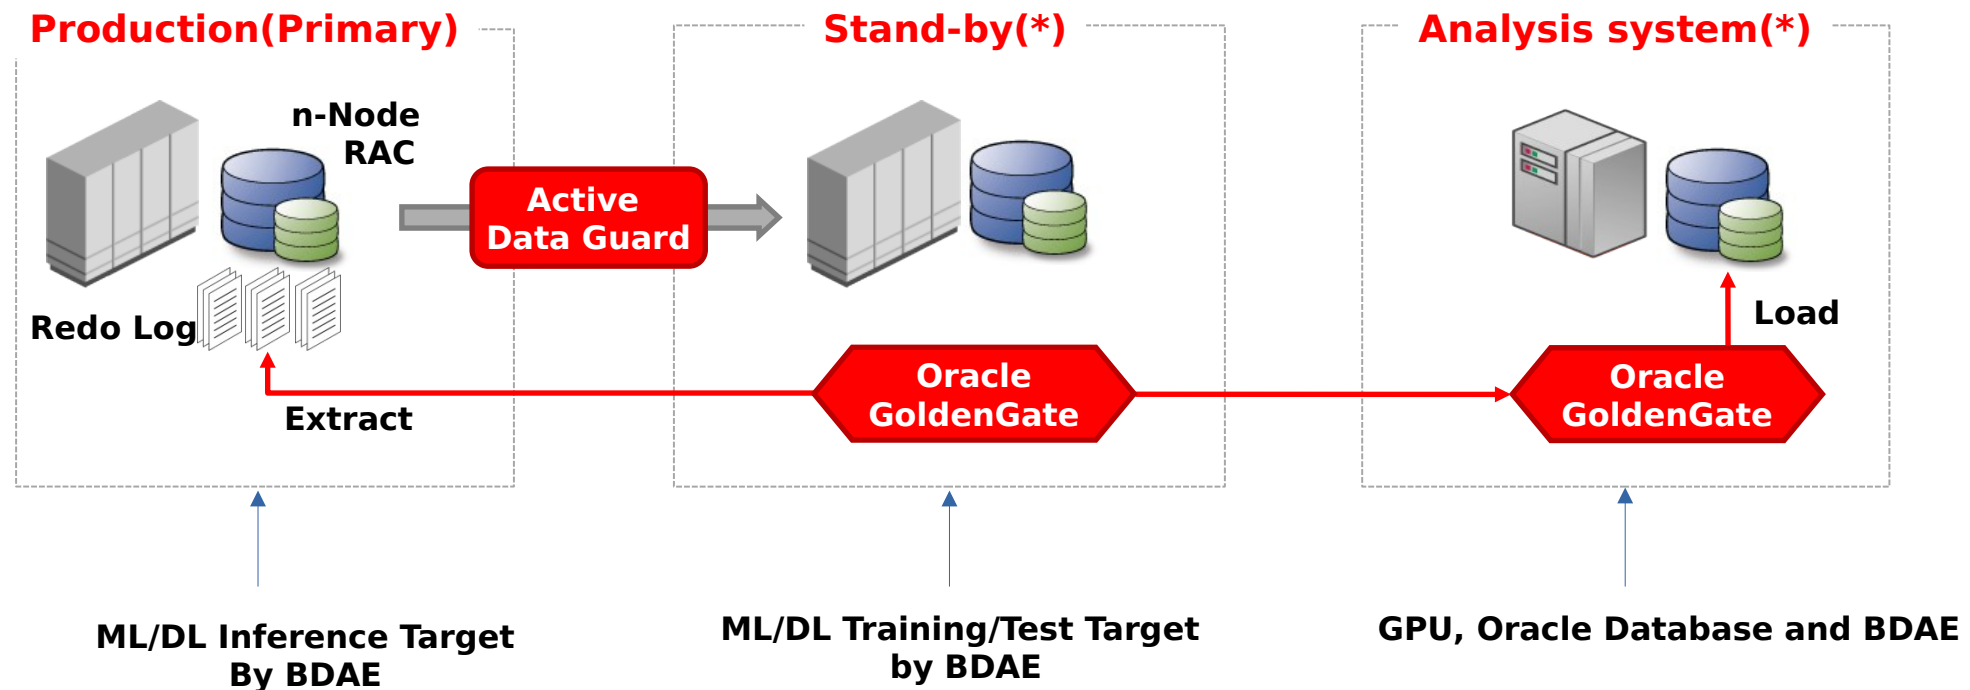 Production(Primary)
Stand-by(*)
Analysis system(*)
n-Node
RAC
Active
Data Guard
Redo Log
Load
Extract
Oracle
GoldenGate
Oracle
GoldenGate
ML/DL Inference Target
By BDAE
ML/DL Training/Test Target
by BDAE
GPU, Oracle Database and BDAE